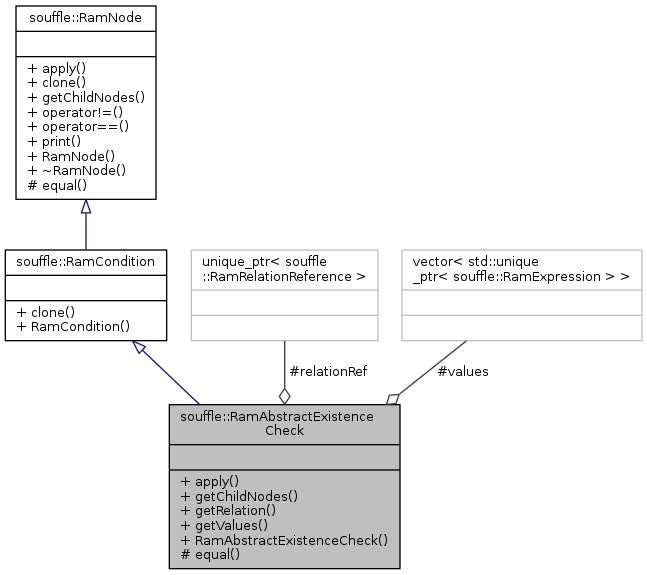 souffle::RamNode
+ apply()
+ clone()
+ getChildNodes()
+ operator!=()
+ operator==()
+ print()
+ RamNode()
+ ~RamNode()
# equal()
souffle::RamCondition
+ clone()
+ RamCondition()
unique_ptr< souffle
::RamRelationReference >
vector< std::unique
_ptr< souffle::RamExpression > >
#relationRef
#values
souffle::RamAbstractExistence
Check
+ apply()
+ getChildNodes()
+ getRelation()
+ getValues()
+ RamAbstractExistenceCheck()
# equal()